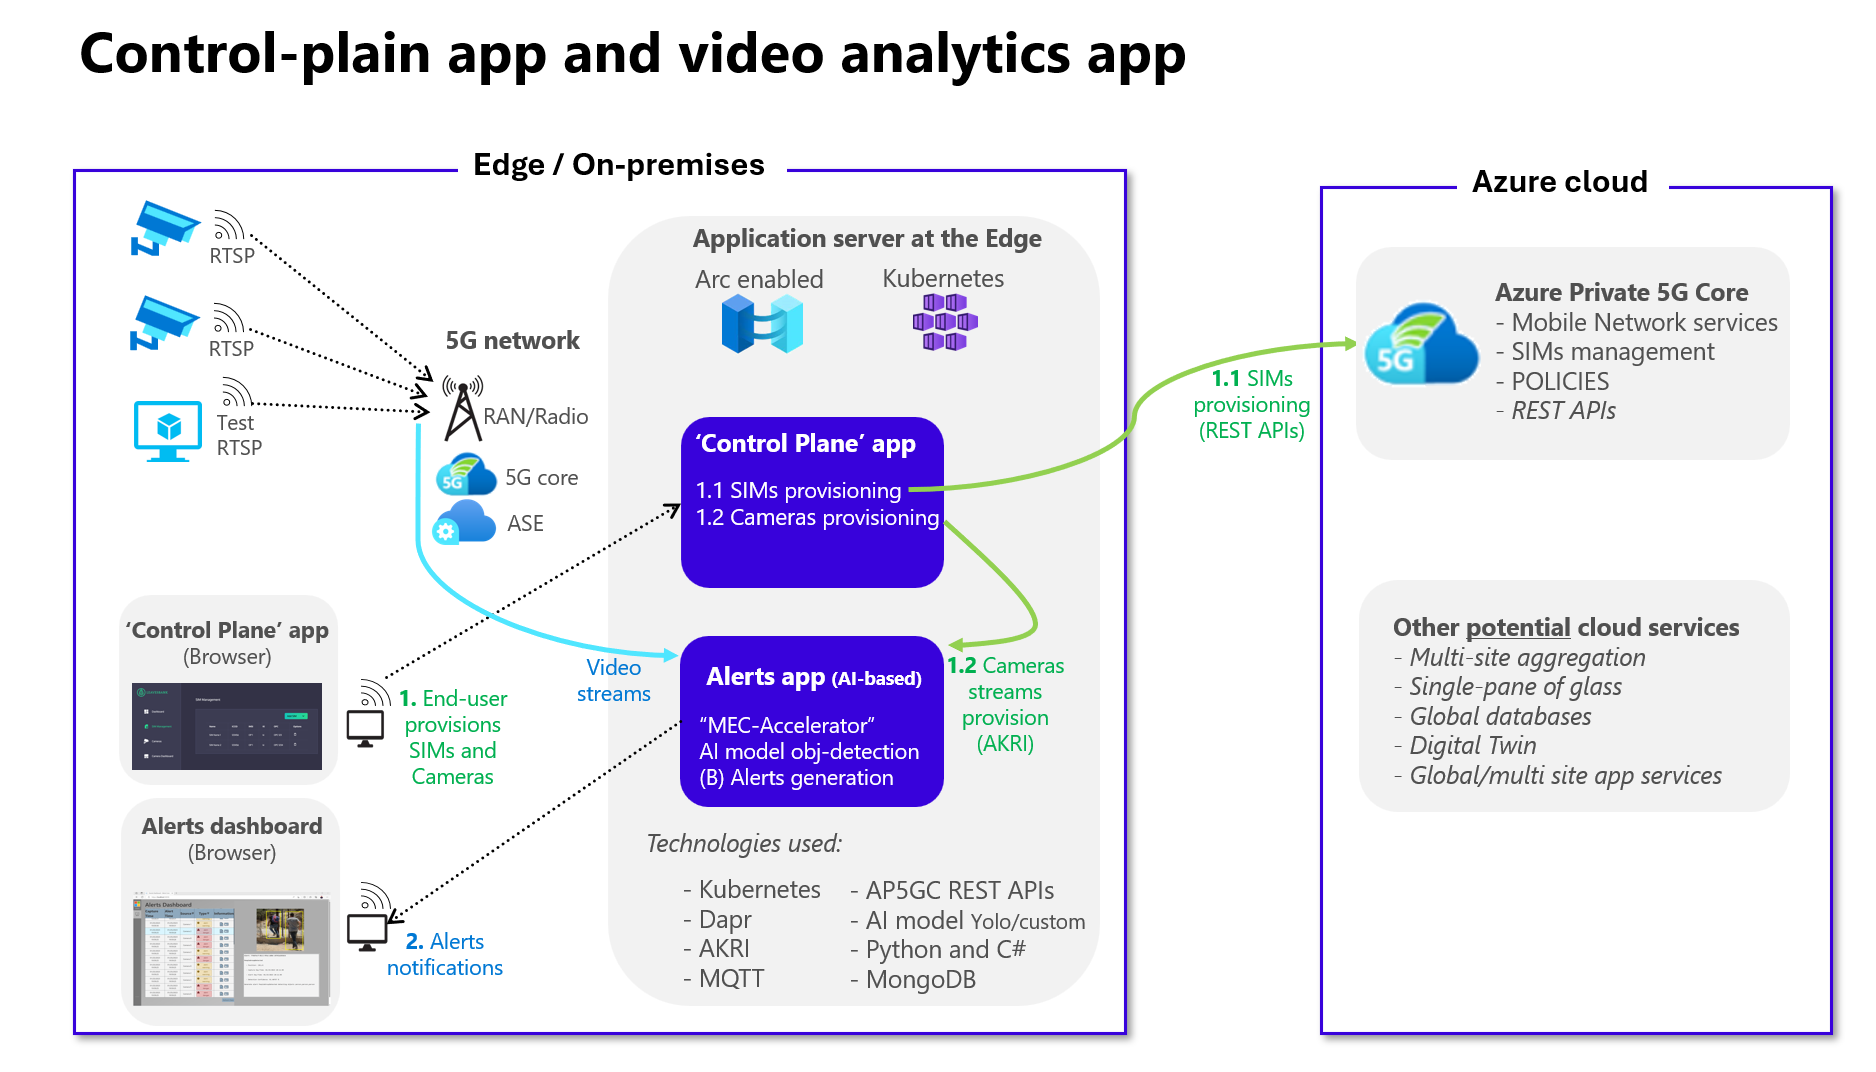 Control-plain app and video analytics app
Edge / On-premises
RTSP
RTSP
Test
RTSP
5G network
RAN/Radio
5G
5G core
ASE
Application server at the Edge
Arc enabled
Kubernetes
‘Control Plane’ app
1.1 SIMs provisioning
1.2 Cameras provisioning
Alerts app (AI-based)
“MEC-Accelerator”
AI model obj-detection
(B) Alerts generation
Video
streams
1.2 Cameras
streams
provision
(AKRI)
‘Control Plane’ app
(Browser)
1. End-user
provisions
SIMs and
Cameras
Alerts dashboard
(Browser)
Alerts Dashboard
2. Alerts
notifications
Technologies used:
- Kubernetes
- Dapr
- AKRI
- MQTT
- AP5GC REST APIs
- AI model Yolo/custom
- Python and C#
- MongoDB
1.1 SIMs
provisioning
(REST APIs)
Azure cloud
5G
Azure Private 5G Core
- Mobile Network services
- SIMs management
- POLICIES
- REST APIs
Other potential cloud services
- Multi-site aggregation
- Single-pane of glass
- Global databases
- Digital Twin
- Global/multi site app services